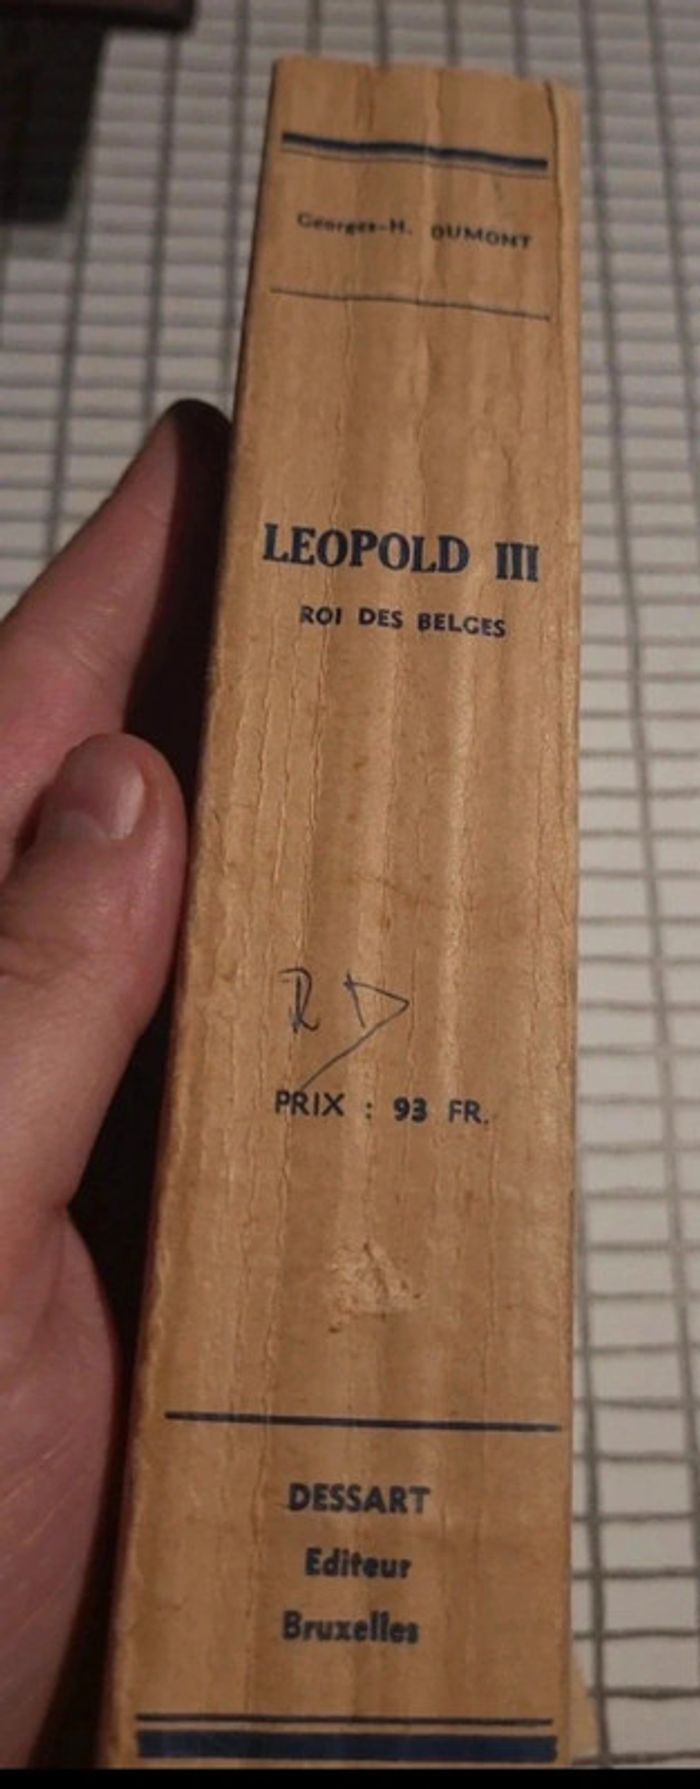 Georges-H. DUMONT
LEOPOLD III
ROI DES BELGES
R D
PRIX : 93 FR.
DESSART
Editeur
Bruxelles